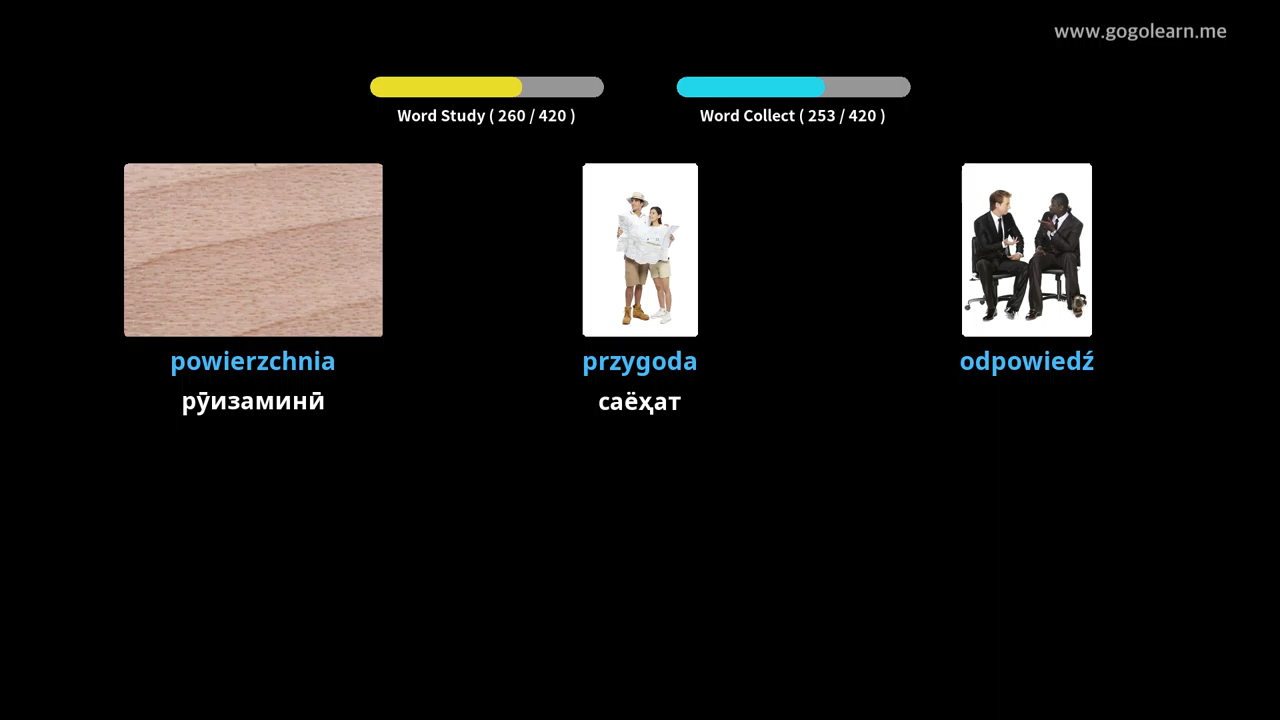 www.gogolearn.me
Word Study ( 260 / 420 )
Word Collect ( 253 / 420 )
powierzchnia
przygoda
odpowiedź
рӯизаминӣ
саёҳат